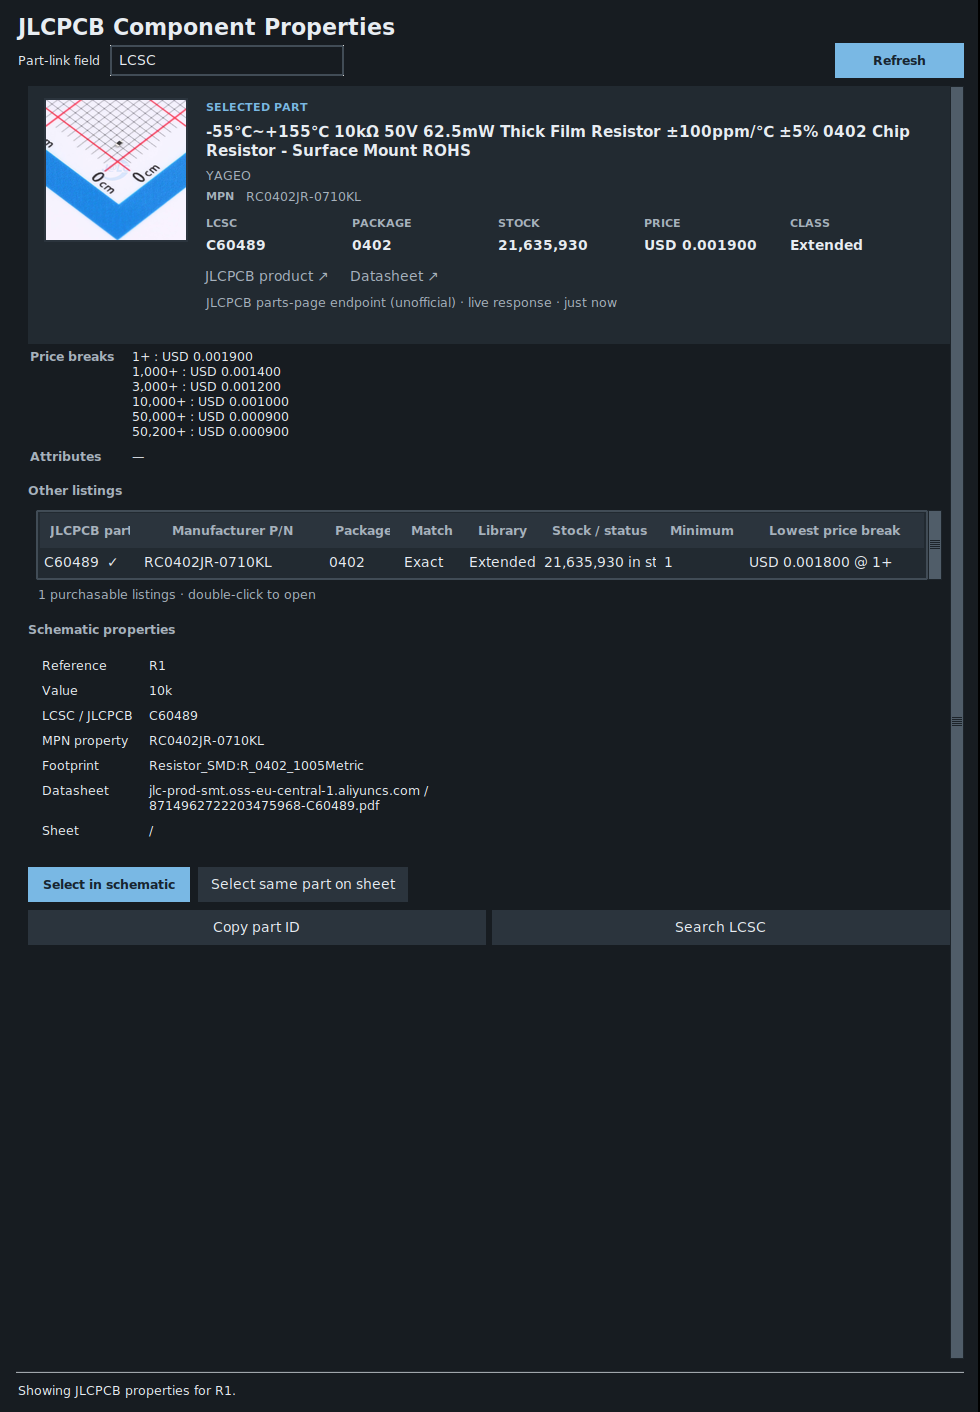 JLCPCB Component Properties
Part-link field LCSC Refresh
0cm 0cm
SELECTED PART
-55℃~+155℃ 10kΩ 50V 62.5mW Thick Film Resistor ±100ppm/℃ ±5% 0402 Chip
Resistor - Surface Mount ROHS
YAGEO
MPN RC0402JR-0710KL
LCSC PACKAGE STOCK PRICE CLASS
C60489 0402 21,635,930 USD 0.001900 Extended
JLCPCB product ↗ Datasheet ↗
JLCPCB parts-page endpoint (unofficial) · live response · just now
Price breaks 1+ : USD 0.001900
1,000+ : USD 0.001400
3,000+ : USD 0.001200
10,000+ : USD 0.001000
50,000+ : USD 0.000900
50,200+ : USD 0.000900
Attributes —
Other listings
JLCPCB part Manufacturer P/N Package Match Library Stock / status Minimum Lowest price break
C60489 ✓ RC0402JR-0710KL 0402 Exact Extended 21,635,930 in st 1 USD 0.001800 @ 1+
1 purchasable listings · double-click to open
Schematic properties
Reference R1
Value 10k
LCSC / JLCPCB C60489
MPN property RC0402JR-0710KL
Footprint Resistor_SMD:R_0402_1005Metric
Datasheet jlc-prod-smt.oss-eu-central-1.aliyuncs.com /
8714962722203475968-C60489.pdf
Sheet /
Select in schematic Select same part on sheet
Copy part ID Search LCSC
Showing JLCPCB properties for R1.